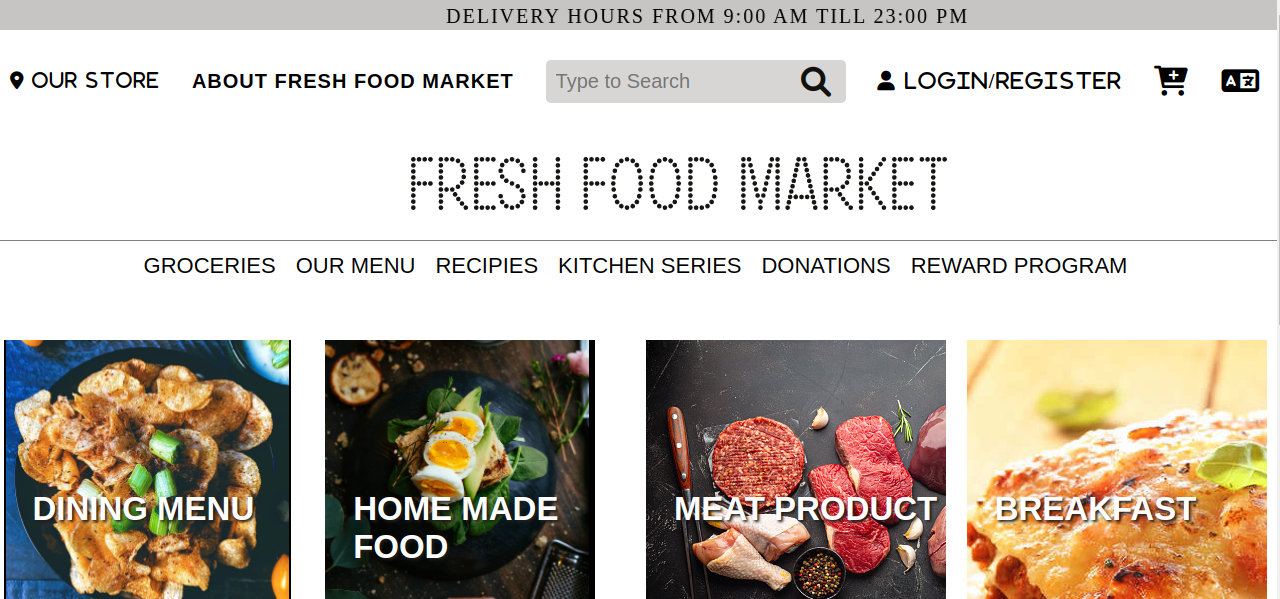 DELIVERY HOURS FROM 9:00 AM TILL 23:00 PM
OUR STORE ABOUT FRESH FOOD MARKET Type to Search LOGIN/REGISTER A
FRESH FOOD MARKET
GROCERIES OUR MENU RECIPIES KITCHEN SERIES DONATIONS REWARD PROGRAM
DINING MENU HOME MADE MEAT PRODUCT BREAKFAST
FOOD